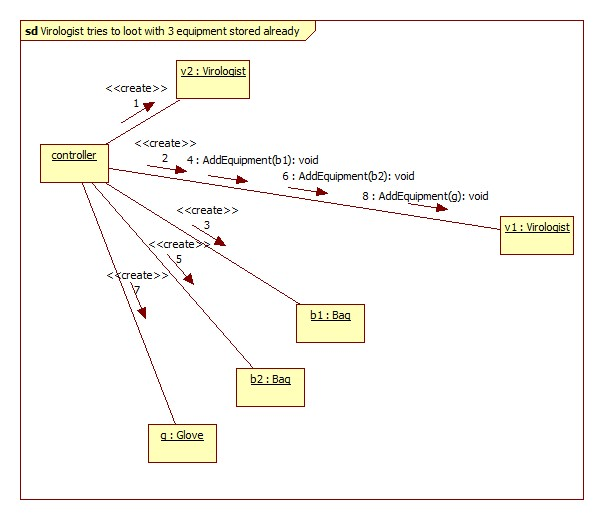 sd Virologist tries to loot with 3 equipment stored already
v2 : Virologist
<<create>>
1
controller
<<create>>
2
4 : AddEquipment(b1): void
6 : AddEquipment(b2): void
8 : AddEquipment(g): void
v1 : Virologist
<<create>>
3
<<create>>
5
<<create>>
7
b1 : Bag
b2 : Bag
g : Glove